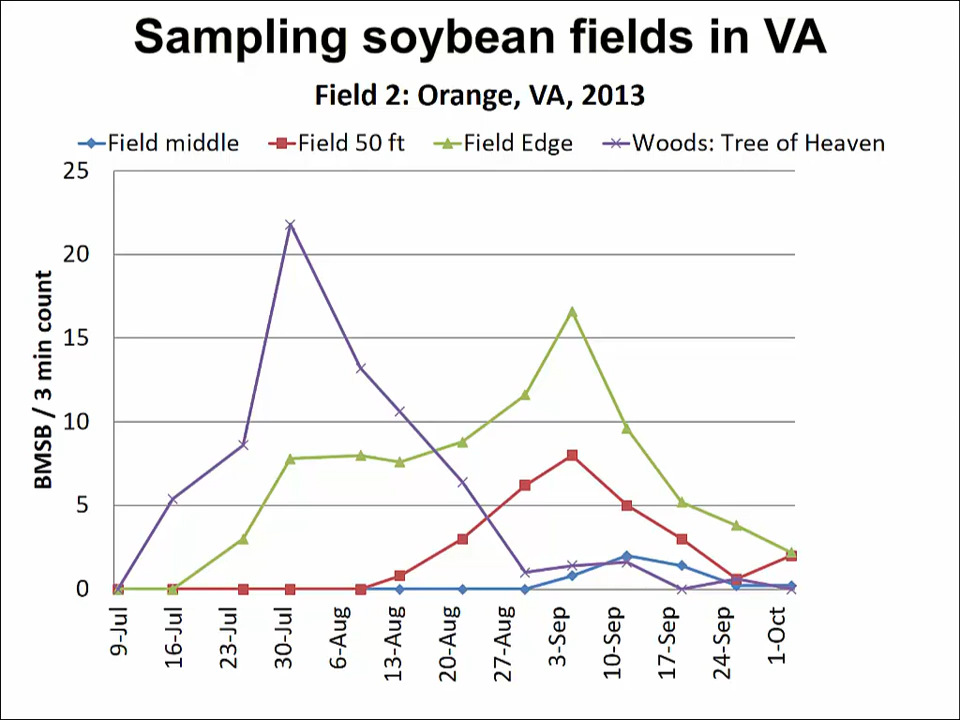 Sampling soybean fields in VA
Field 2: Orange, VA, 2013
Field middle Field 50 ft Field Edge Woods: Tree of Heaven
BMSB / 3 min count
25
20
15
10
5
0
9-Jul 16-Jul 23-Jul 30-Jul 6-Aug 13-Aug 20-Aug 27-Aug 3-Sep 10-Sep 17-Sep 24-Sep 1-Oct